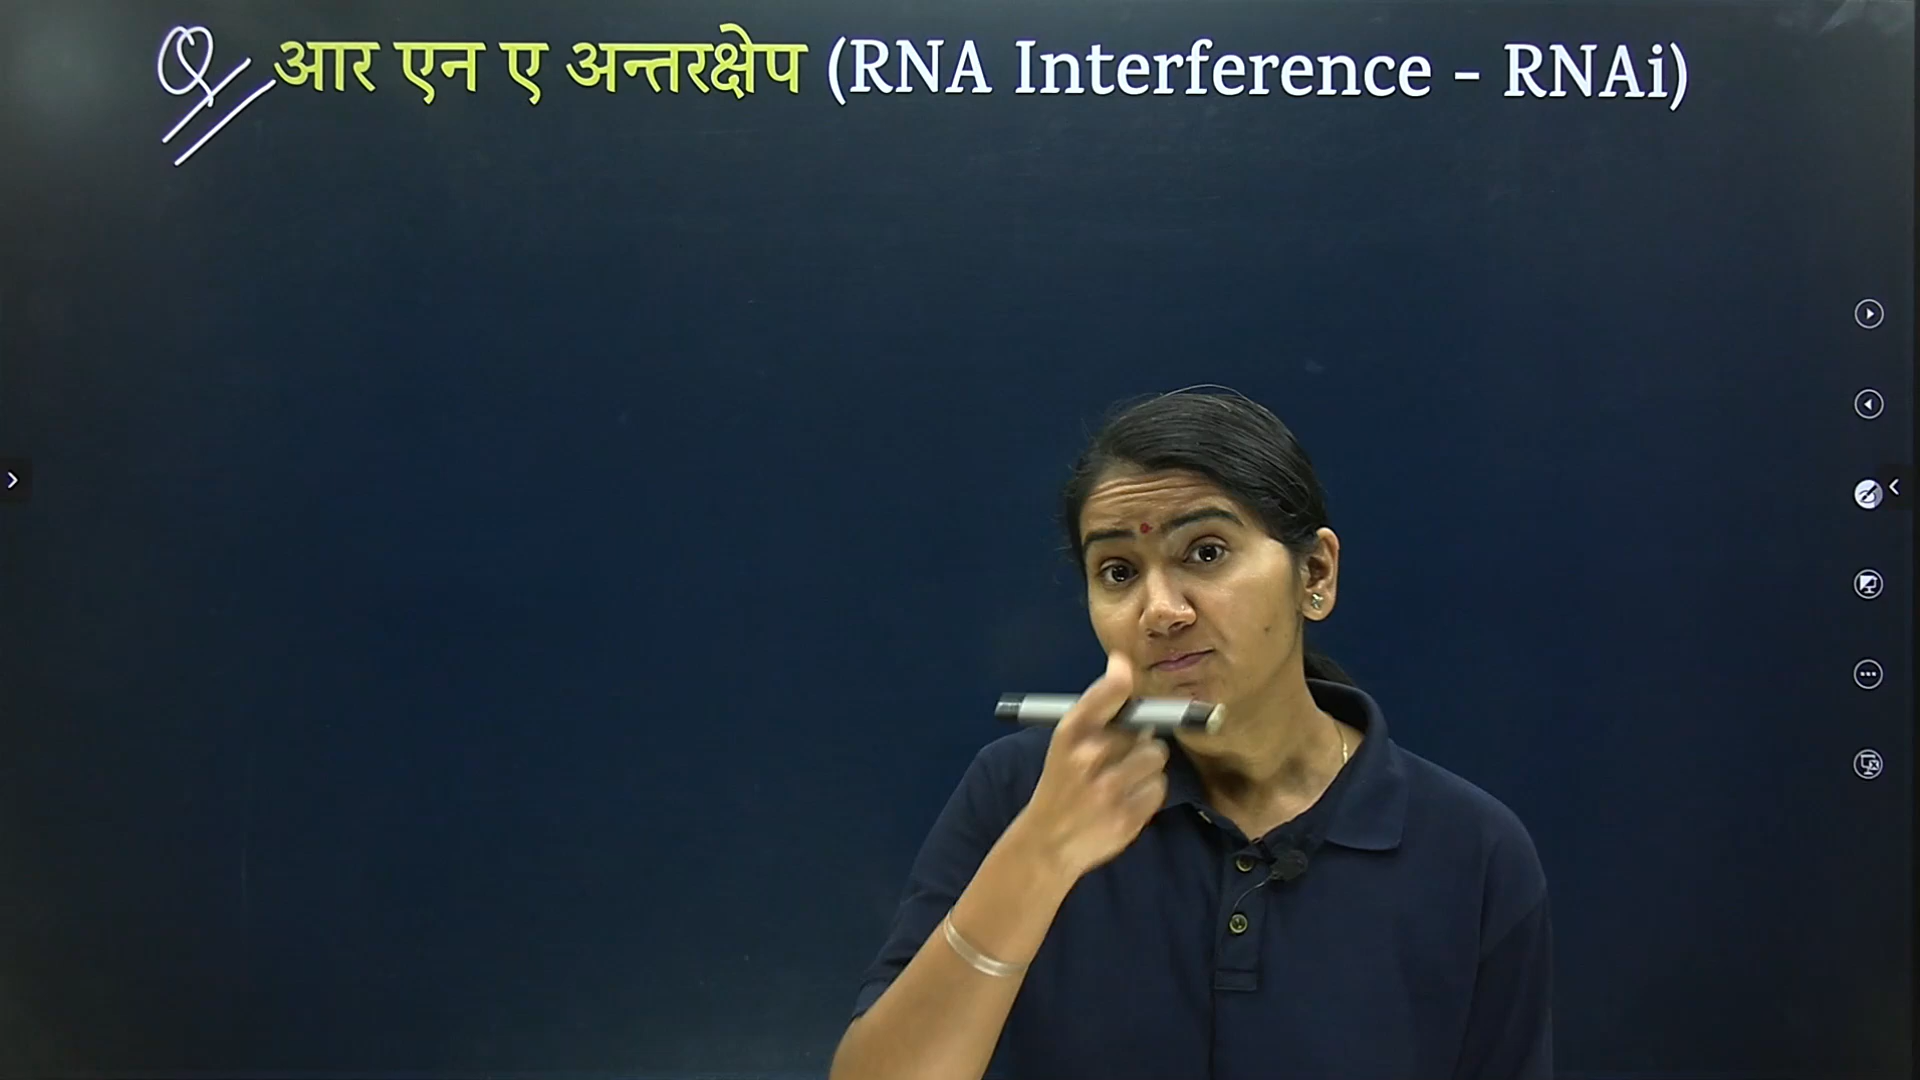 Q आर एन ए अन्तरक्षेप (RNA Interference - RNAi)